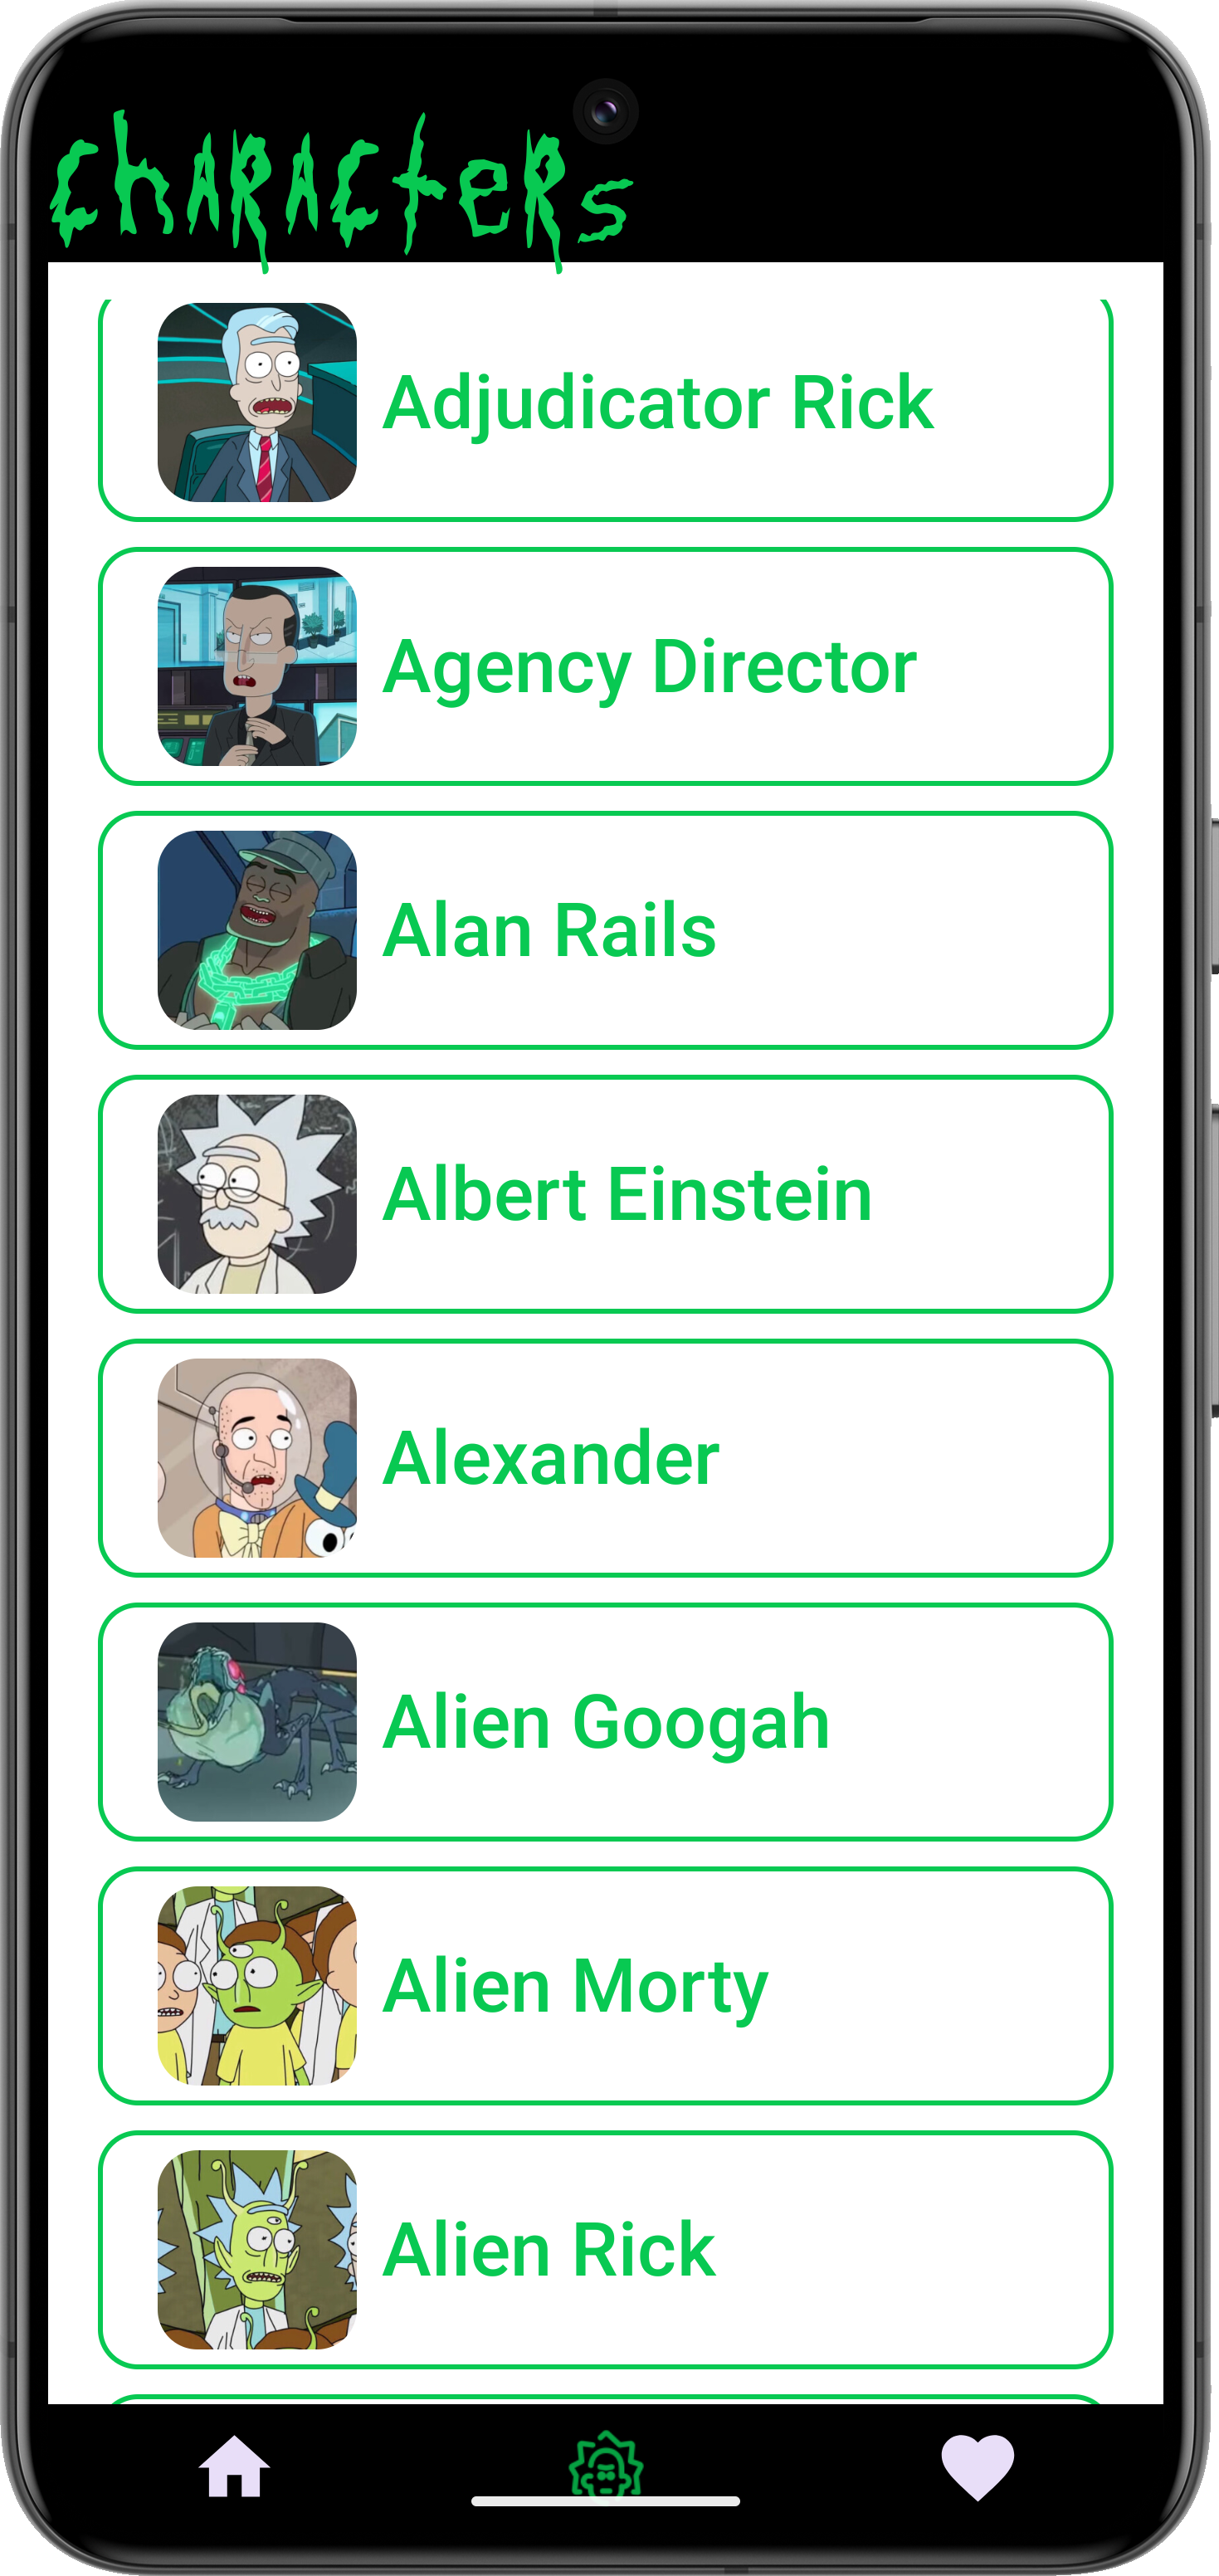 chARActeRs
Adjudicator Rick
Agency Director
Alan Rails
Albert Einstein
Alexander
Alien Googah
Alien Morty
Alien Rick